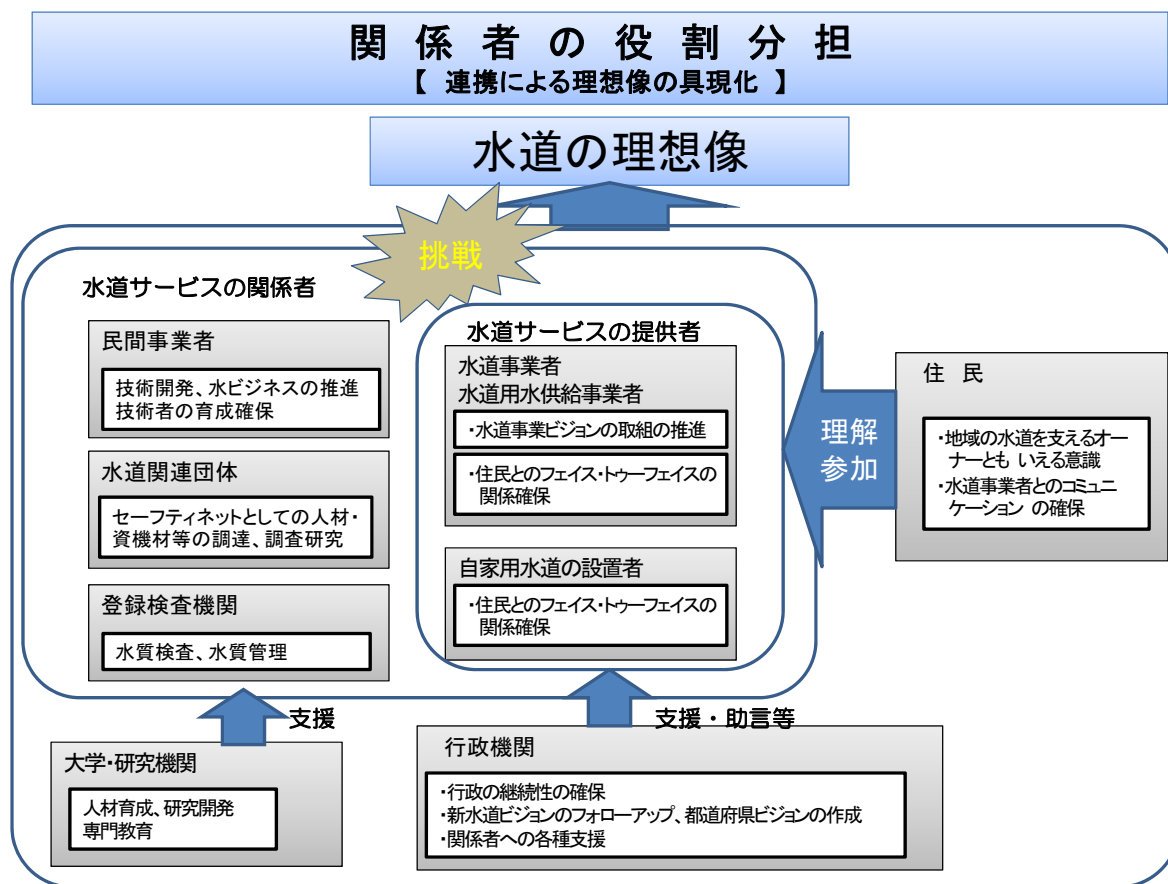 関係者の役割分担
【 連携による理想像の具現化 】
水道の理想像
挑戦
水道サービスの関係者
民間事業者
技術開発、水ビジネスの推進
技術者の育成確保
水道関連団体
セーフティネットとしての人材・
資機材等の調達、調査研究
登録検査機関
水質検査、水質管理
水道サービスの提供者
水道事業者
水道用水供給事業者
・水道事業ビジョンの取組の推進
・住民とのフェイス・トゥーフェイスの
関係確保
自家用水道の設置者
・住民とのフェイス・トゥーフェイスの
関係確保
理解
参加
住 民
・地域の水道を支えるオー
ナーとも いえる意識
・水道事業者とのコミュニ
ケーション の確保
支援
大学・研究機関
人材育成、研究開発
専門教育
支援・助言等
行政機関
・行政の継続性の確保
・新水道ビジョンのフォローアップ、都道府県ビジョンの作成
・関係者への各種支援